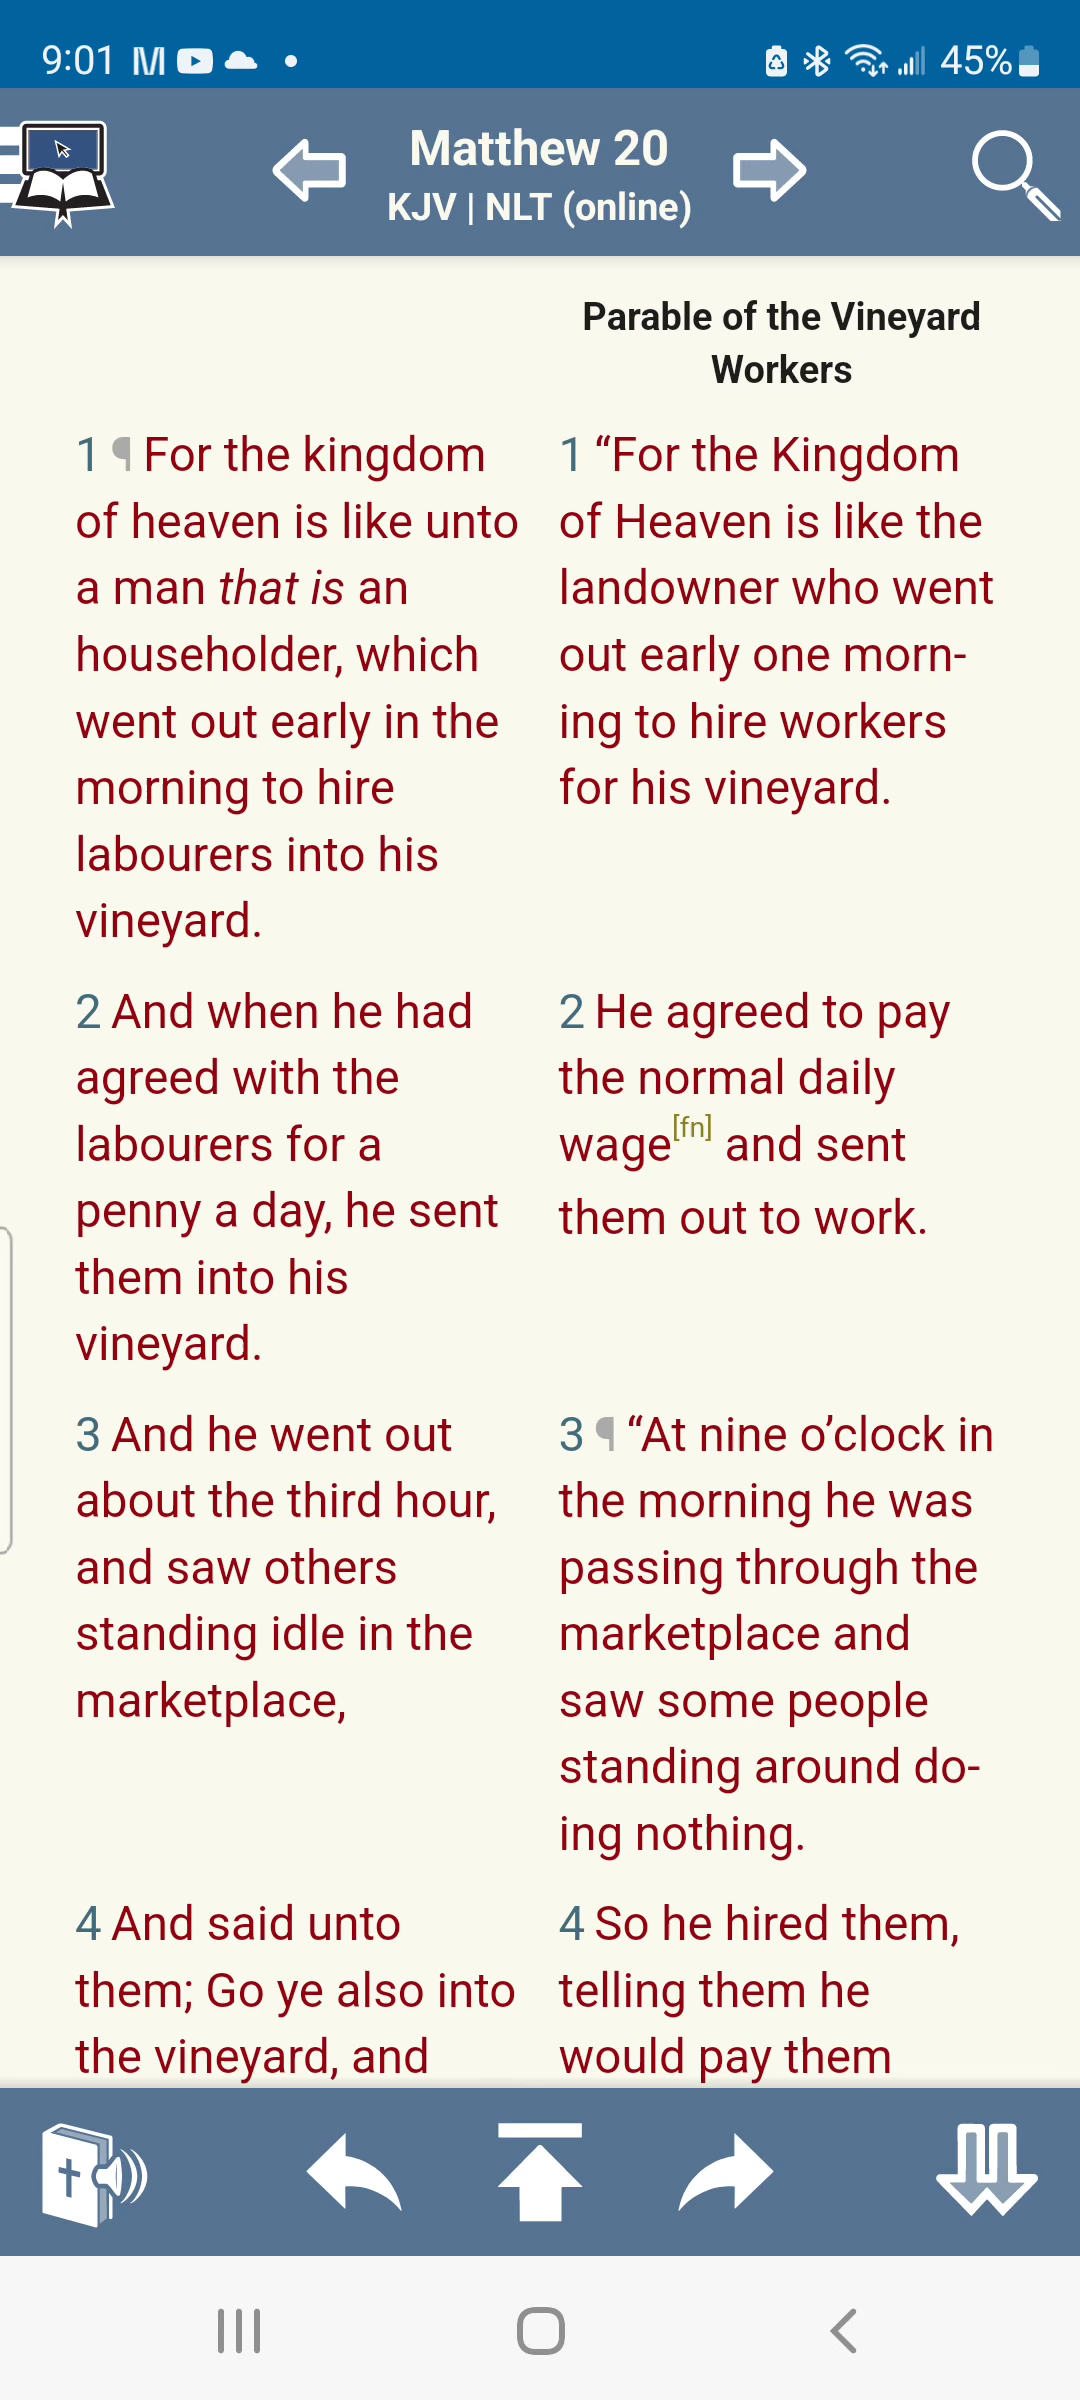 9:01 45%
Matthew 20
KJV | NLT (online)
Parable of the Vineyard
Workers
1 ¶ For the kingdom
of heaven is like unto
a man that is an
householder, which
went out early in the
morning to hire
labourers into his
vineyard.
1 “For the Kingdom
of Heaven is like the
landowner who went
out early one morn-
ing to hire workers
for his vineyard.
2 And when he had
agreed with the
labourers for a
penny a day, he sent
them into his
vineyard.
2 He agreed to pay
the normal daily
wage[fn] and sent
them out to work.
3 And he went out
about the third hour,
and saw others
standing idle in the
marketplace,
3 ¶ “At nine o’clock in
the morning he was
passing through the
marketplace and
saw some people
standing around do-
ing nothing.
4 And said unto
them; Go ye also into
the vineyard, and
4 So he hired them,
telling them he
would pay them